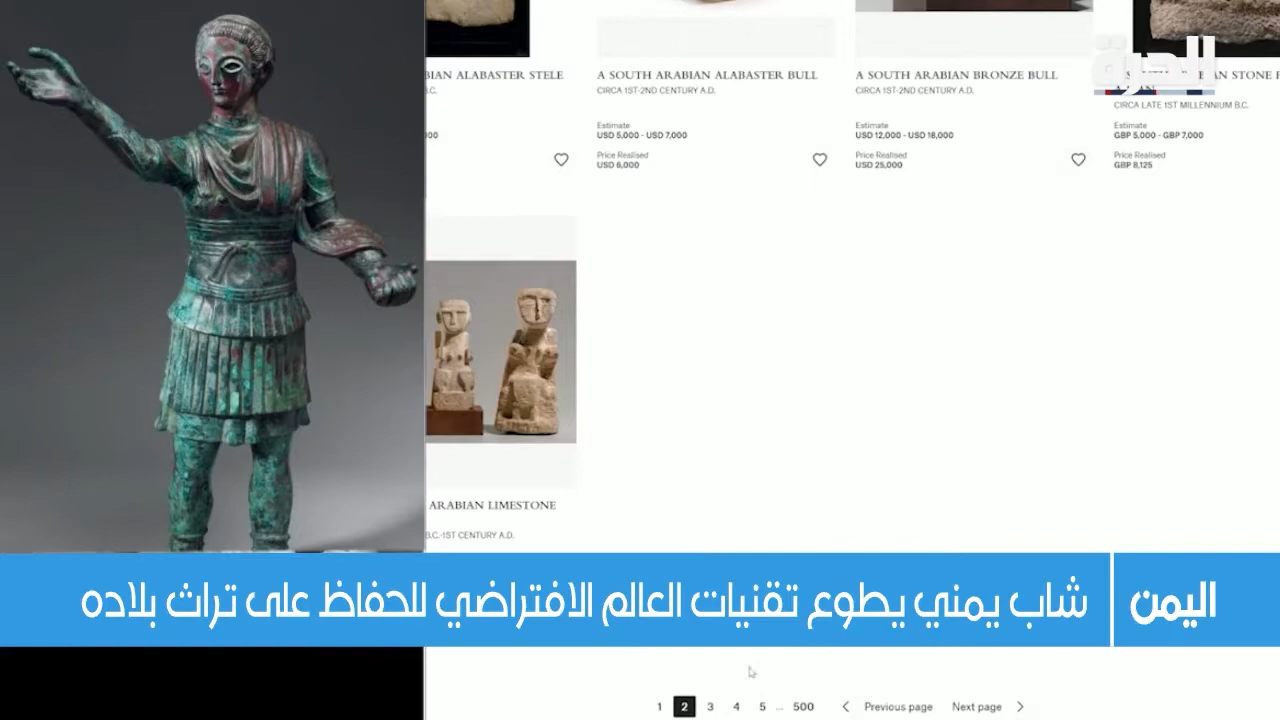 الحرة
BIAN ALABASTER STELE
B.C.
000
A SOUTH ARABIAN ALABASTER BULL
CIRCA 1ST-2ND CENTURY A.D.
Estimate
USD 5,000 - USD 7,000
Price Realised
USD 6,000
A SOUTH ARABIAN BRONZE BULL
CIRCA 1ST-2ND CENTURY A.D.
Estimate
USD 12,000 - USD 18,000
Price Realised
USD 25,000
AN STONE
CIRCA LATE 1ST MILLENNIUM B.C.
Estimate
GBP 5,000 - GBP 7,000
Price Realised
GBP 8,125
ARABIAN LIMESTONE
B.C.-1ST CENTURY A.D.
اليمن
شاب يمني يطوع تقنيات العالم الافتراضي للحفاظ على تراث بلاده
1 2 3 4 5 ... 500 Previous page Next page